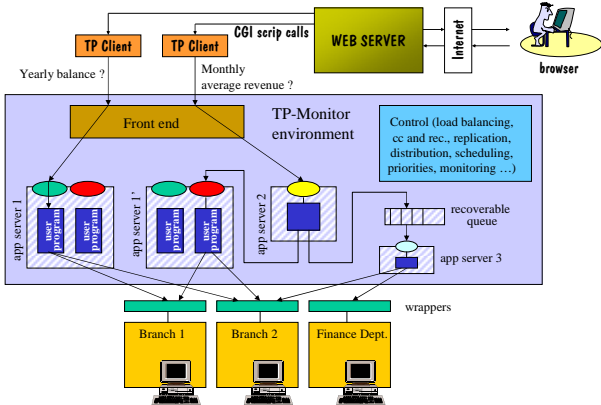 CGI scrip calls
TP Client
TP Client
WEB SERVER
Internet
browser
Yearly balance ?
Monthly
average revenue ?
Front end
TP-Monitor
environment
Control (load balancing,
cc and rec., replication,
distribution, scheduling,
priorities, monitoring …)
app server 1
user
program
user
program
app server 1'
user
program
user
program
app server 2
recoverable
queue
app server 3
wrappers
Branch 1
Branch 2
Finance Dept.